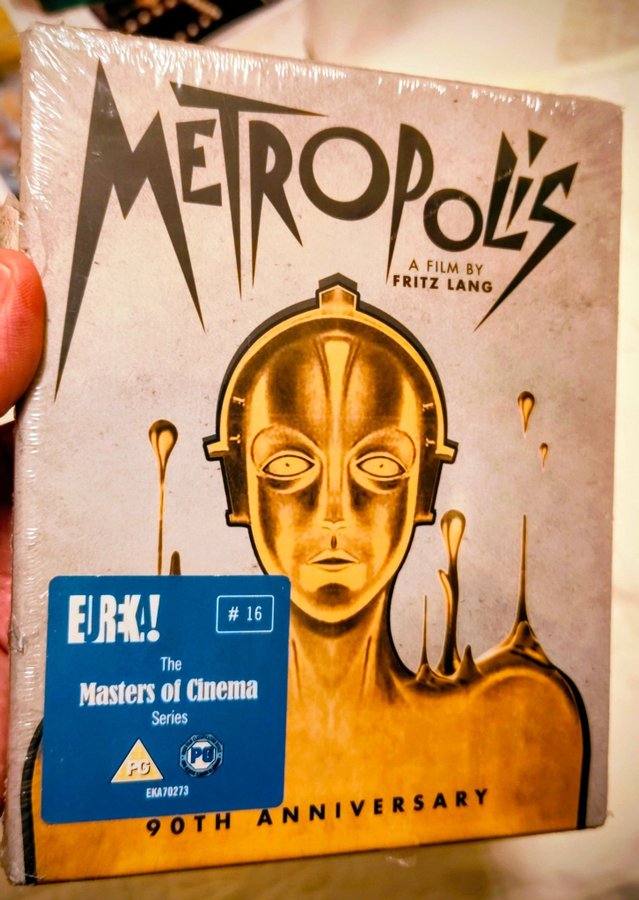 METROPOLiS
A FILM BY
FRITZ LANG
EUREKA!
# 16
The
Masters of Cinema
Series
PG
PG
EKA70273
90TH ANNIVERSARY